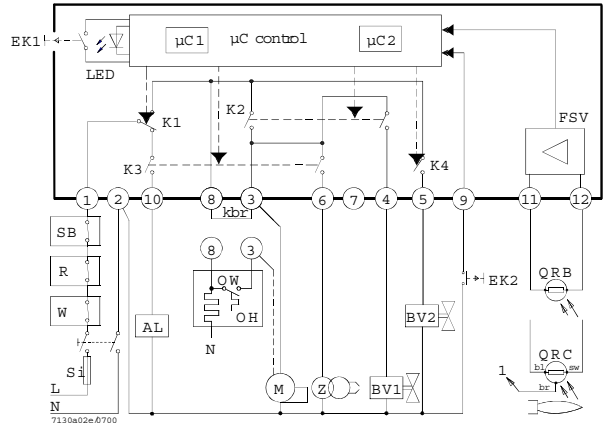 EK1
LED
µC1
µC control
µC2
FSV
K1
K2
K3
K4
1
2
10
8
kbr
3
6
7
4
5
9
11
12
SB
R
W
Si
L
N
AL
8
3
OW
OH
N
M
Z
BV1
BV2
EK2
QRB
QRC
bl
sw
br
1
7130a02e/0700